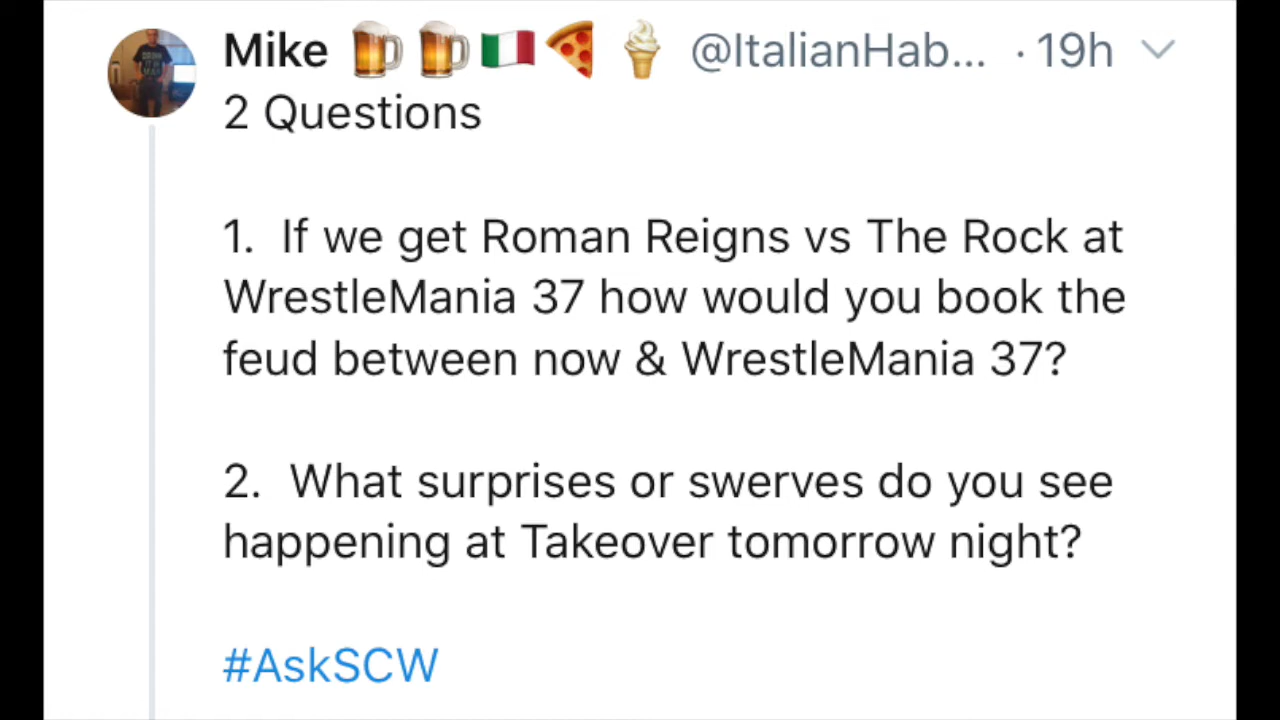 Mike 🍺 🍺 🇮🇹 🍕 🍦 @ItalianHab... · 19h
2 Questions
1. If we get Roman Reigns vs The Rock at
WrestleMania 37 how would you book the
feud between now & WrestleMania 37?
2. What surprises or swerves do you see
happening at Takeover tomorrow night?
#AskSCW